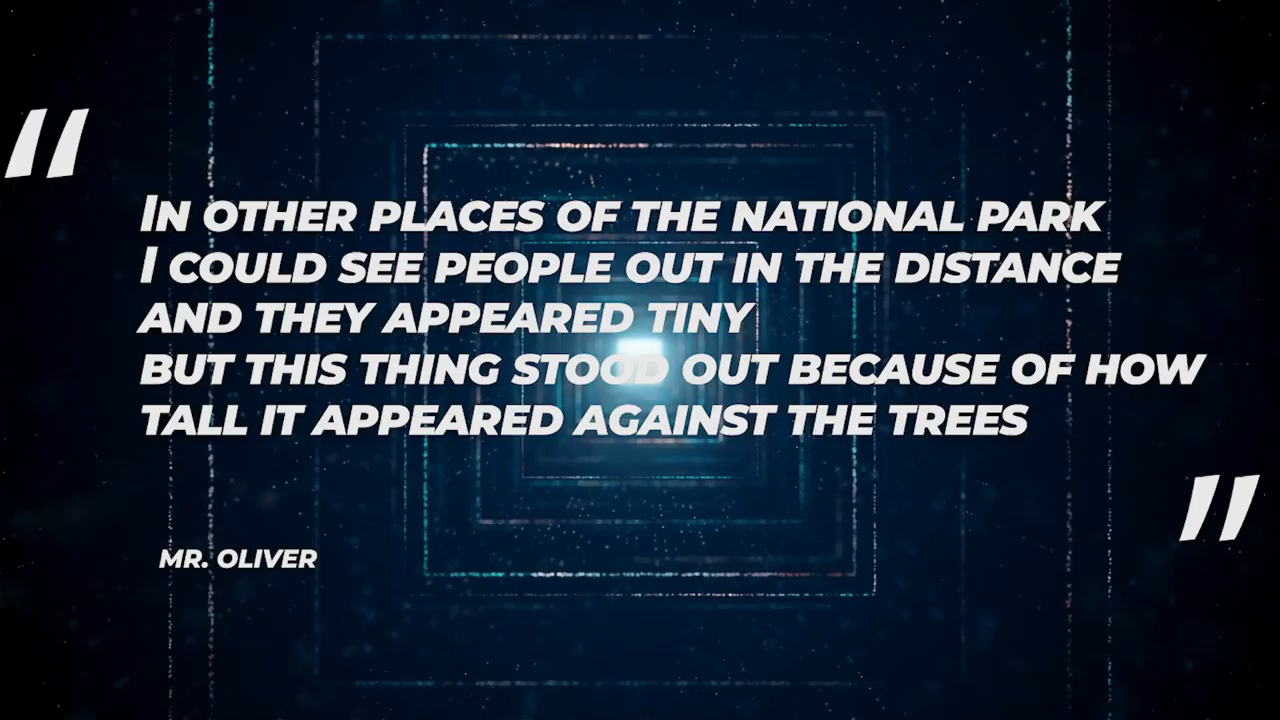 “
IN OTHER PLACES OF THE NATIONAL PARK
I COULD SEE PEOPLE OUT IN THE DISTANCE
AND THEY APPEARED TINY
BUT THIS THING STOOD OUT BECAUSE OF HOW
TALL IT APPEARED AGAINST THE TREES
”
MR. OLIVER